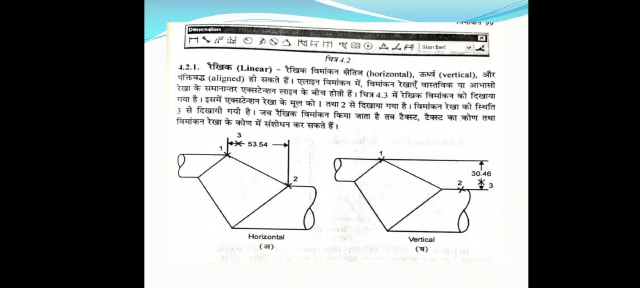 विमांकन 99
Dimension
Standard
चित्र 4.2
4.2.1. रैखिक (Linear) – रैखिक विमांकन क्षैतिज (horizontal), ऊर्ध्व (vertical), और
पंक्तिबद्ध (aligned) हो सकते हैं। एलाइन विमांकन में, विमांकन रेखाएँ वास्तविक या आभासी
रेखा के समानान्तर एक्सटेन्शन लाइन के बीच होती हैं। चित्र 4.3 में रेखिक विमांकन को दिखाया
गया है। इसमें एक्सटेन्शन रेखा के मूल को 1 तथा 2 से दिखाया गया है। विमांकन रेखा की स्थिति
3 से दिखायी गयी है। जब रैखिक विमांकन किया जाता है तब टैक्स्ट, टैक्स्ट का कोण तथा
विमांकन रेखा के कोण में संशोधन कर सकते हैं।
3
1
53.54
2
Horizontal
(अ)
1
30.46
2
3
Vertical
(ब)